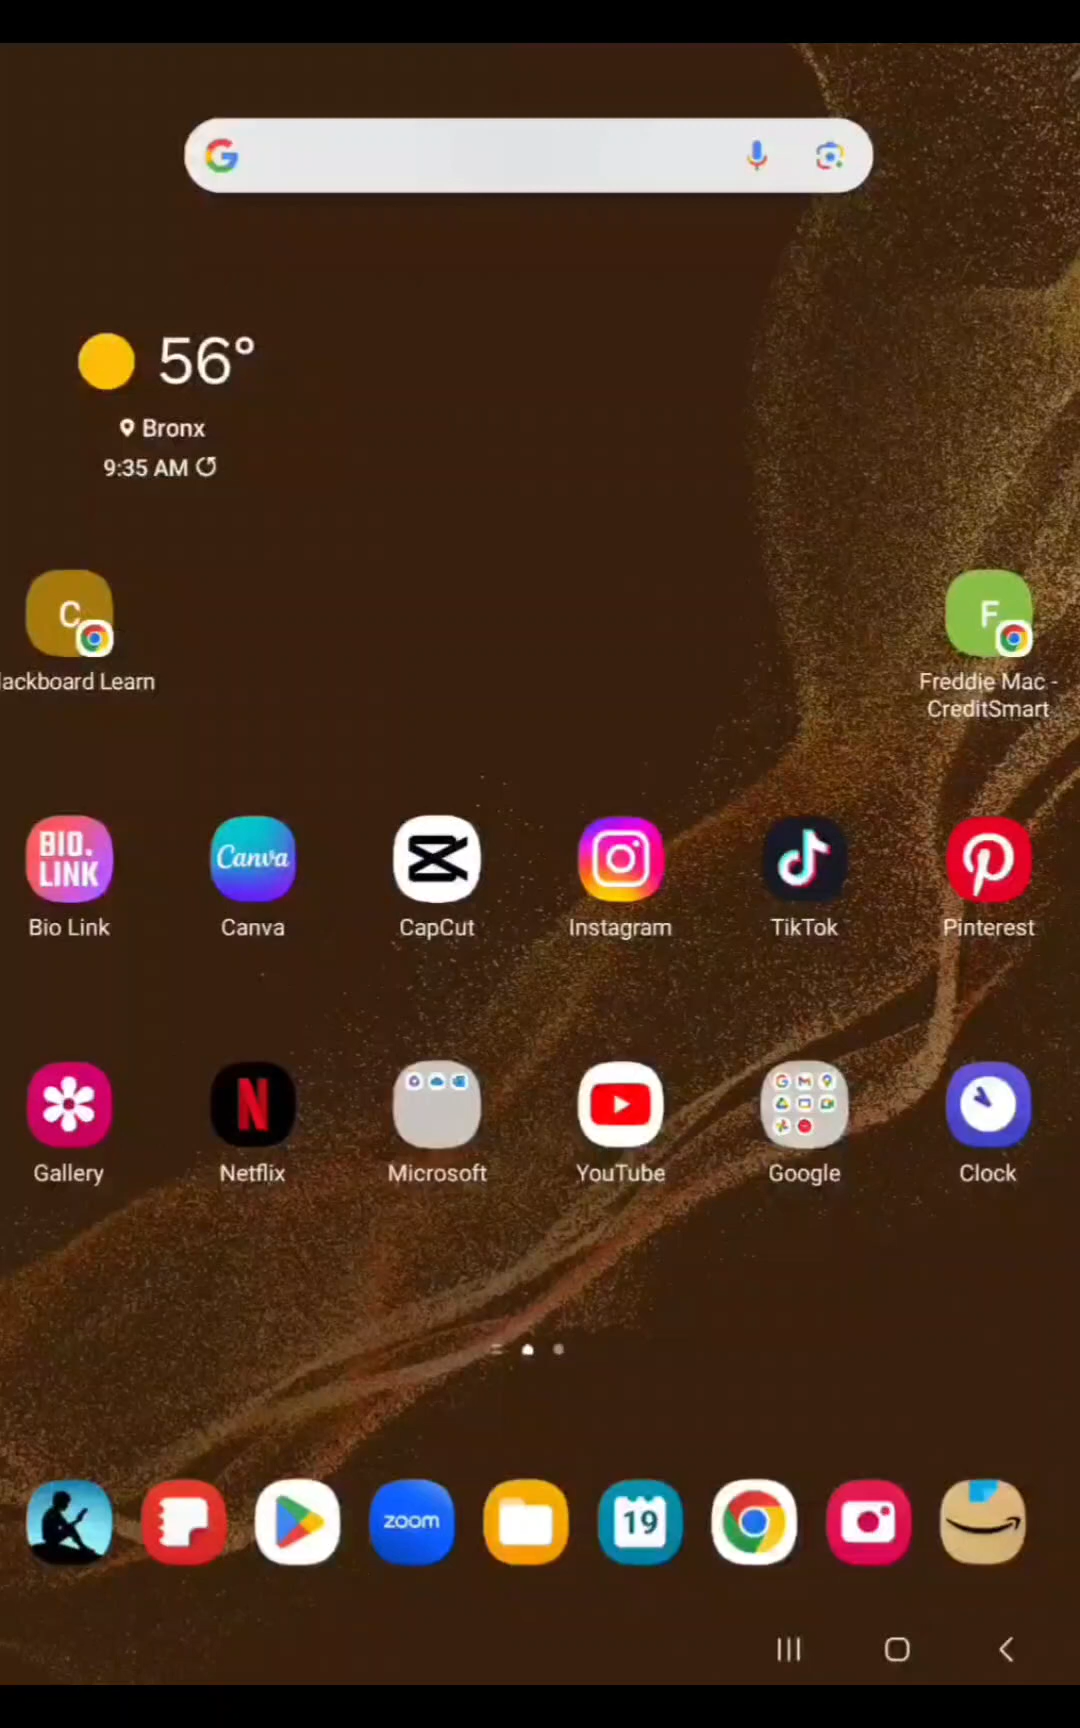 56°
Bronx
9:35 AM
C
F
lackboard Learn
Freddie Mac -
CreditSmart
BIO.
LINK
Canva
Bio Link
Canva
CapCut
Instagram
TikTok
Pinterest
N
Gallery
Netflix
Microsoft
YouTube
Google
Clock
zoom
19